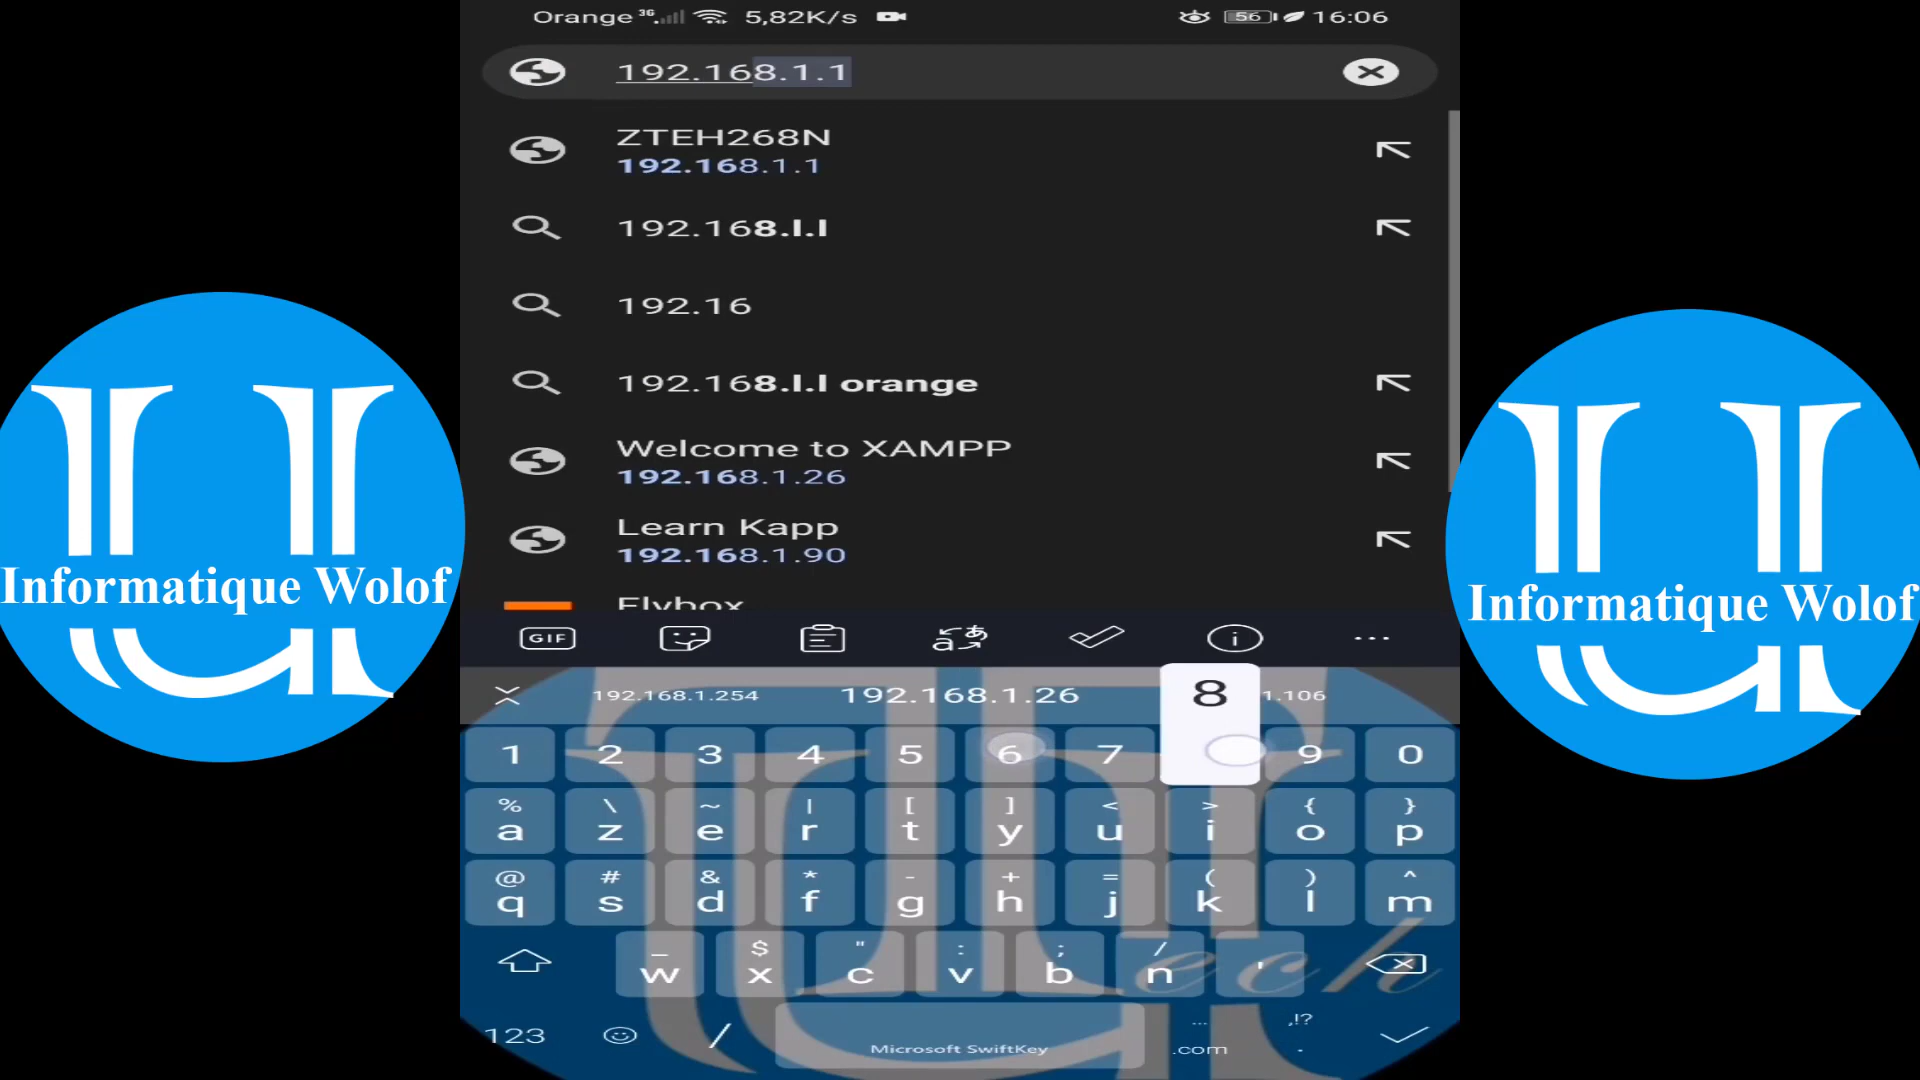 Orange 3G 5,82K/s 56 16:06
192.168.1.1
ZTEH268N
192.168.1.1
192.168.l.l
192.16
192.168.l.l orange
Welcome to XAMPP
192.168.1.26
Learn Kapp
192.168.1.90
Flybox
Informatique Wolof
Informatique Wolof
GIF
192.168.1.254 192.168.1.26 1.106
8
1 2 3 4 5 6 7 9 0
% \ ~ | [ ] < > { }
a z e r t y u i o p
@ # & * - + = ( ) ^
q s d f g h j k l m
_ $ " : ; /
w x c v b n '
ech
123 / Microsoft SwiftKey .com ,!? .